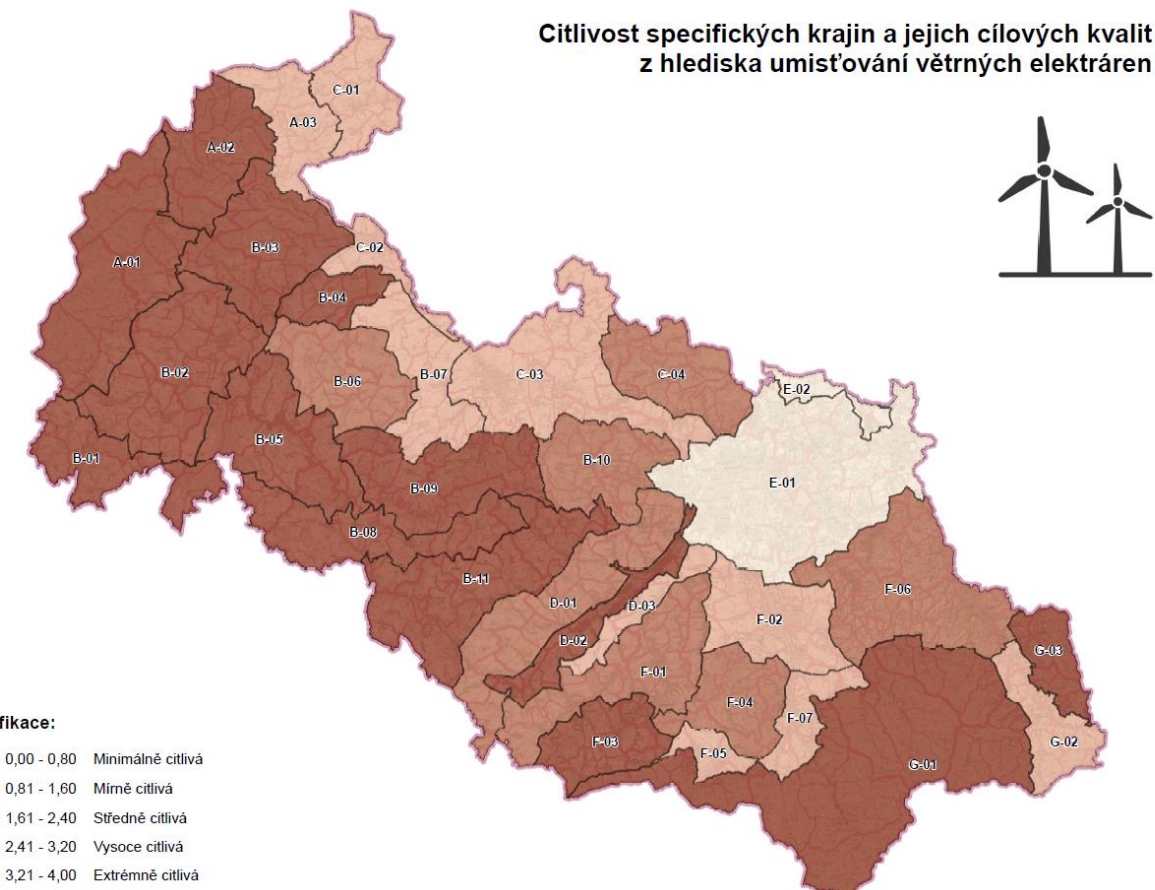 Citlivost specifických krajin a jejich cílových kvalit
z hlediska umisťování větrných elektráren
C-01
A-03
A-02
B-03
C-02
A-01
B-04
B-02
B-06
B-07
C-03
C-04
E-02
B-05
B-01
B-10
B-09
E-01
B-08
B-11
D-01
D-03
F-06
F-02
D-02
G-03
F-01
F-04
F-07
F-03
F-05
G-02
G-01
fikace:
0,00 - 0,80 Minimálně citlivá
0,81 - 1,60 Mírně citlivá
1,61 - 2,40 Středně citlivá
2,41 - 3,20 Vysoce citlivá
3,21 - 4,00 Extrémně citlivá